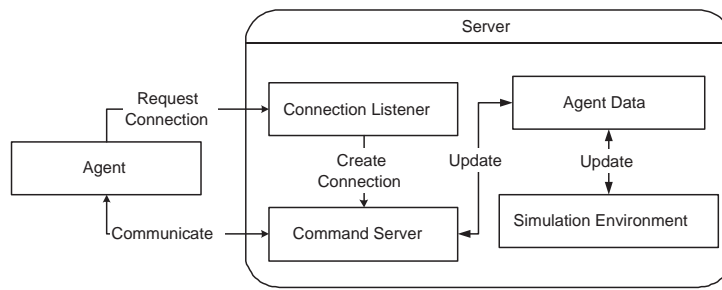 Server
Request
Connection
Connection Listener
Agent Data
Agent
Create
Connection
Update
Update
Communicate
Command Server
Simulation Environment